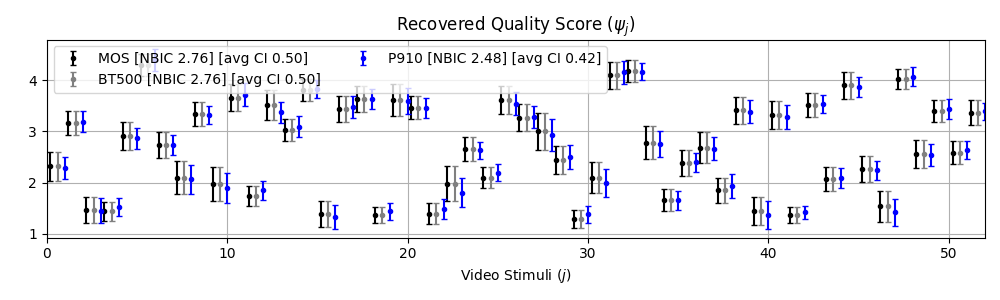 Recovered Quality Score (ψj)
MOS [NBIC 2.76] [avg CI 0.50]
BT500 [NBIC 2.76] [avg CI 0.50]
P910 [NBIC 2.48] [avg CI 0.42]
4
3
2
1
0 10 20 30 40 50
Video Stimuli (j)